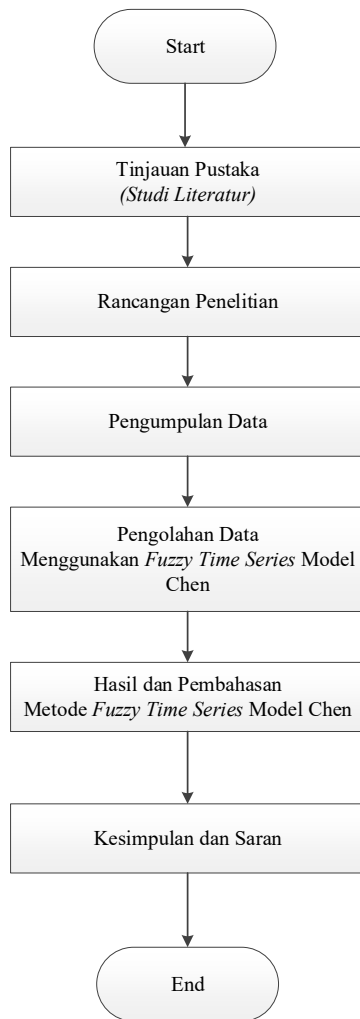 Start
Tinjauan Pustaka
(Studi Literatur)
Rancangan Penelitian
Pengumpulan Data
Pengolahan Data
Menggunakan Fuzzy Time Series Model
Chen
Hasil dan Pembahasan
Metode Fuzzy Time Series Model Chen
Kesimpulan dan Saran
End